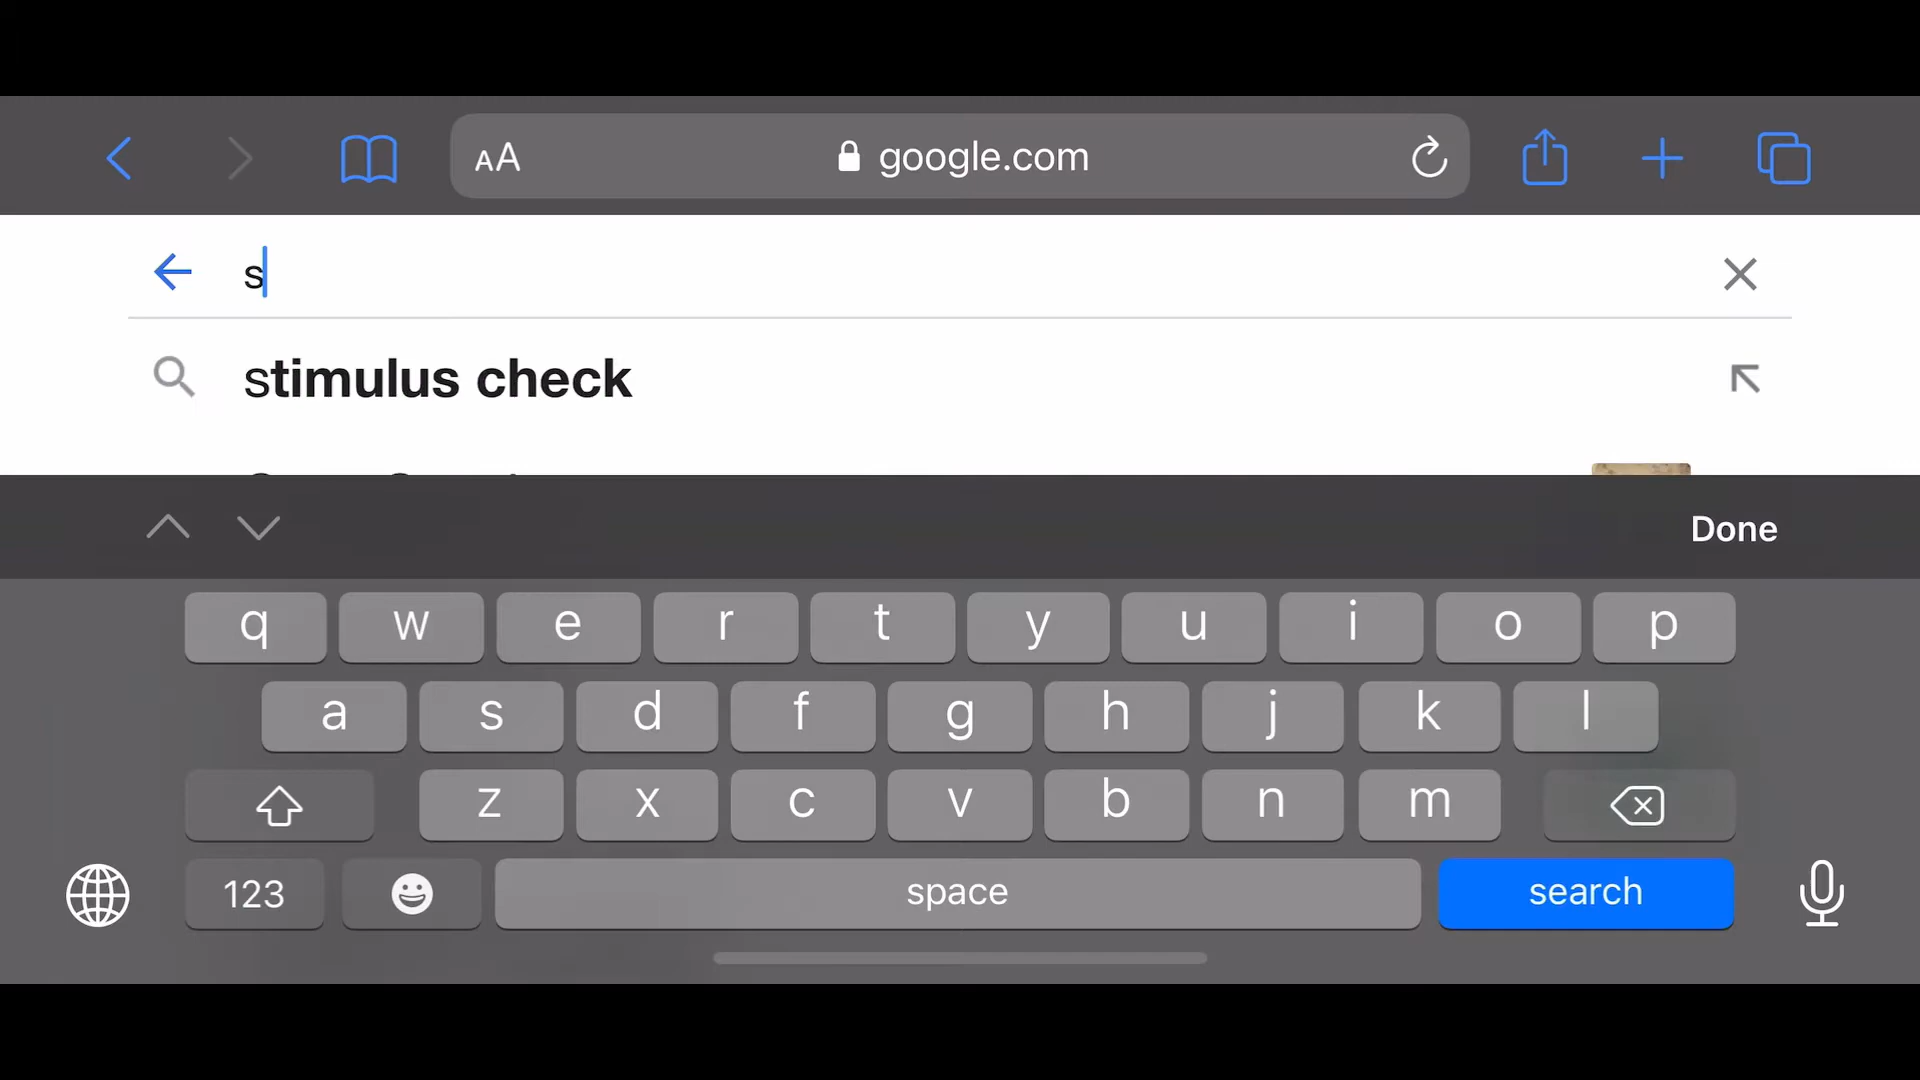 AA google.com
s
stimulus check
Done
q w e r t y u i o p
a s d f g h j k l
z x c v b n m
123 space search